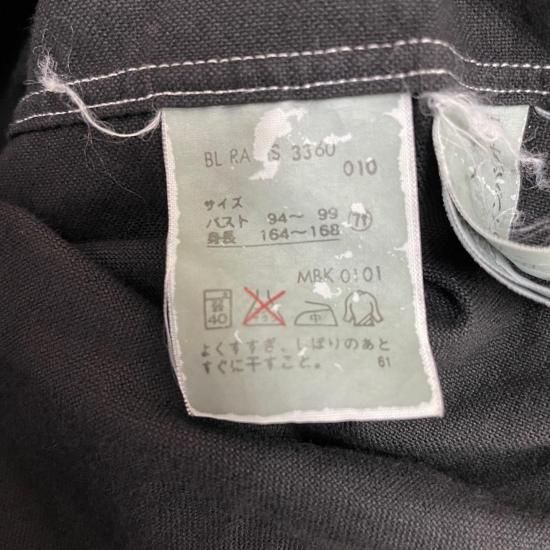 BL RA S 3360
010
サイズ
バスト 94～ 99
身長 164～168
MBK 0101
弱
40
中
よくすすぎ、しぼりのあと
すぐに干すこと。 61